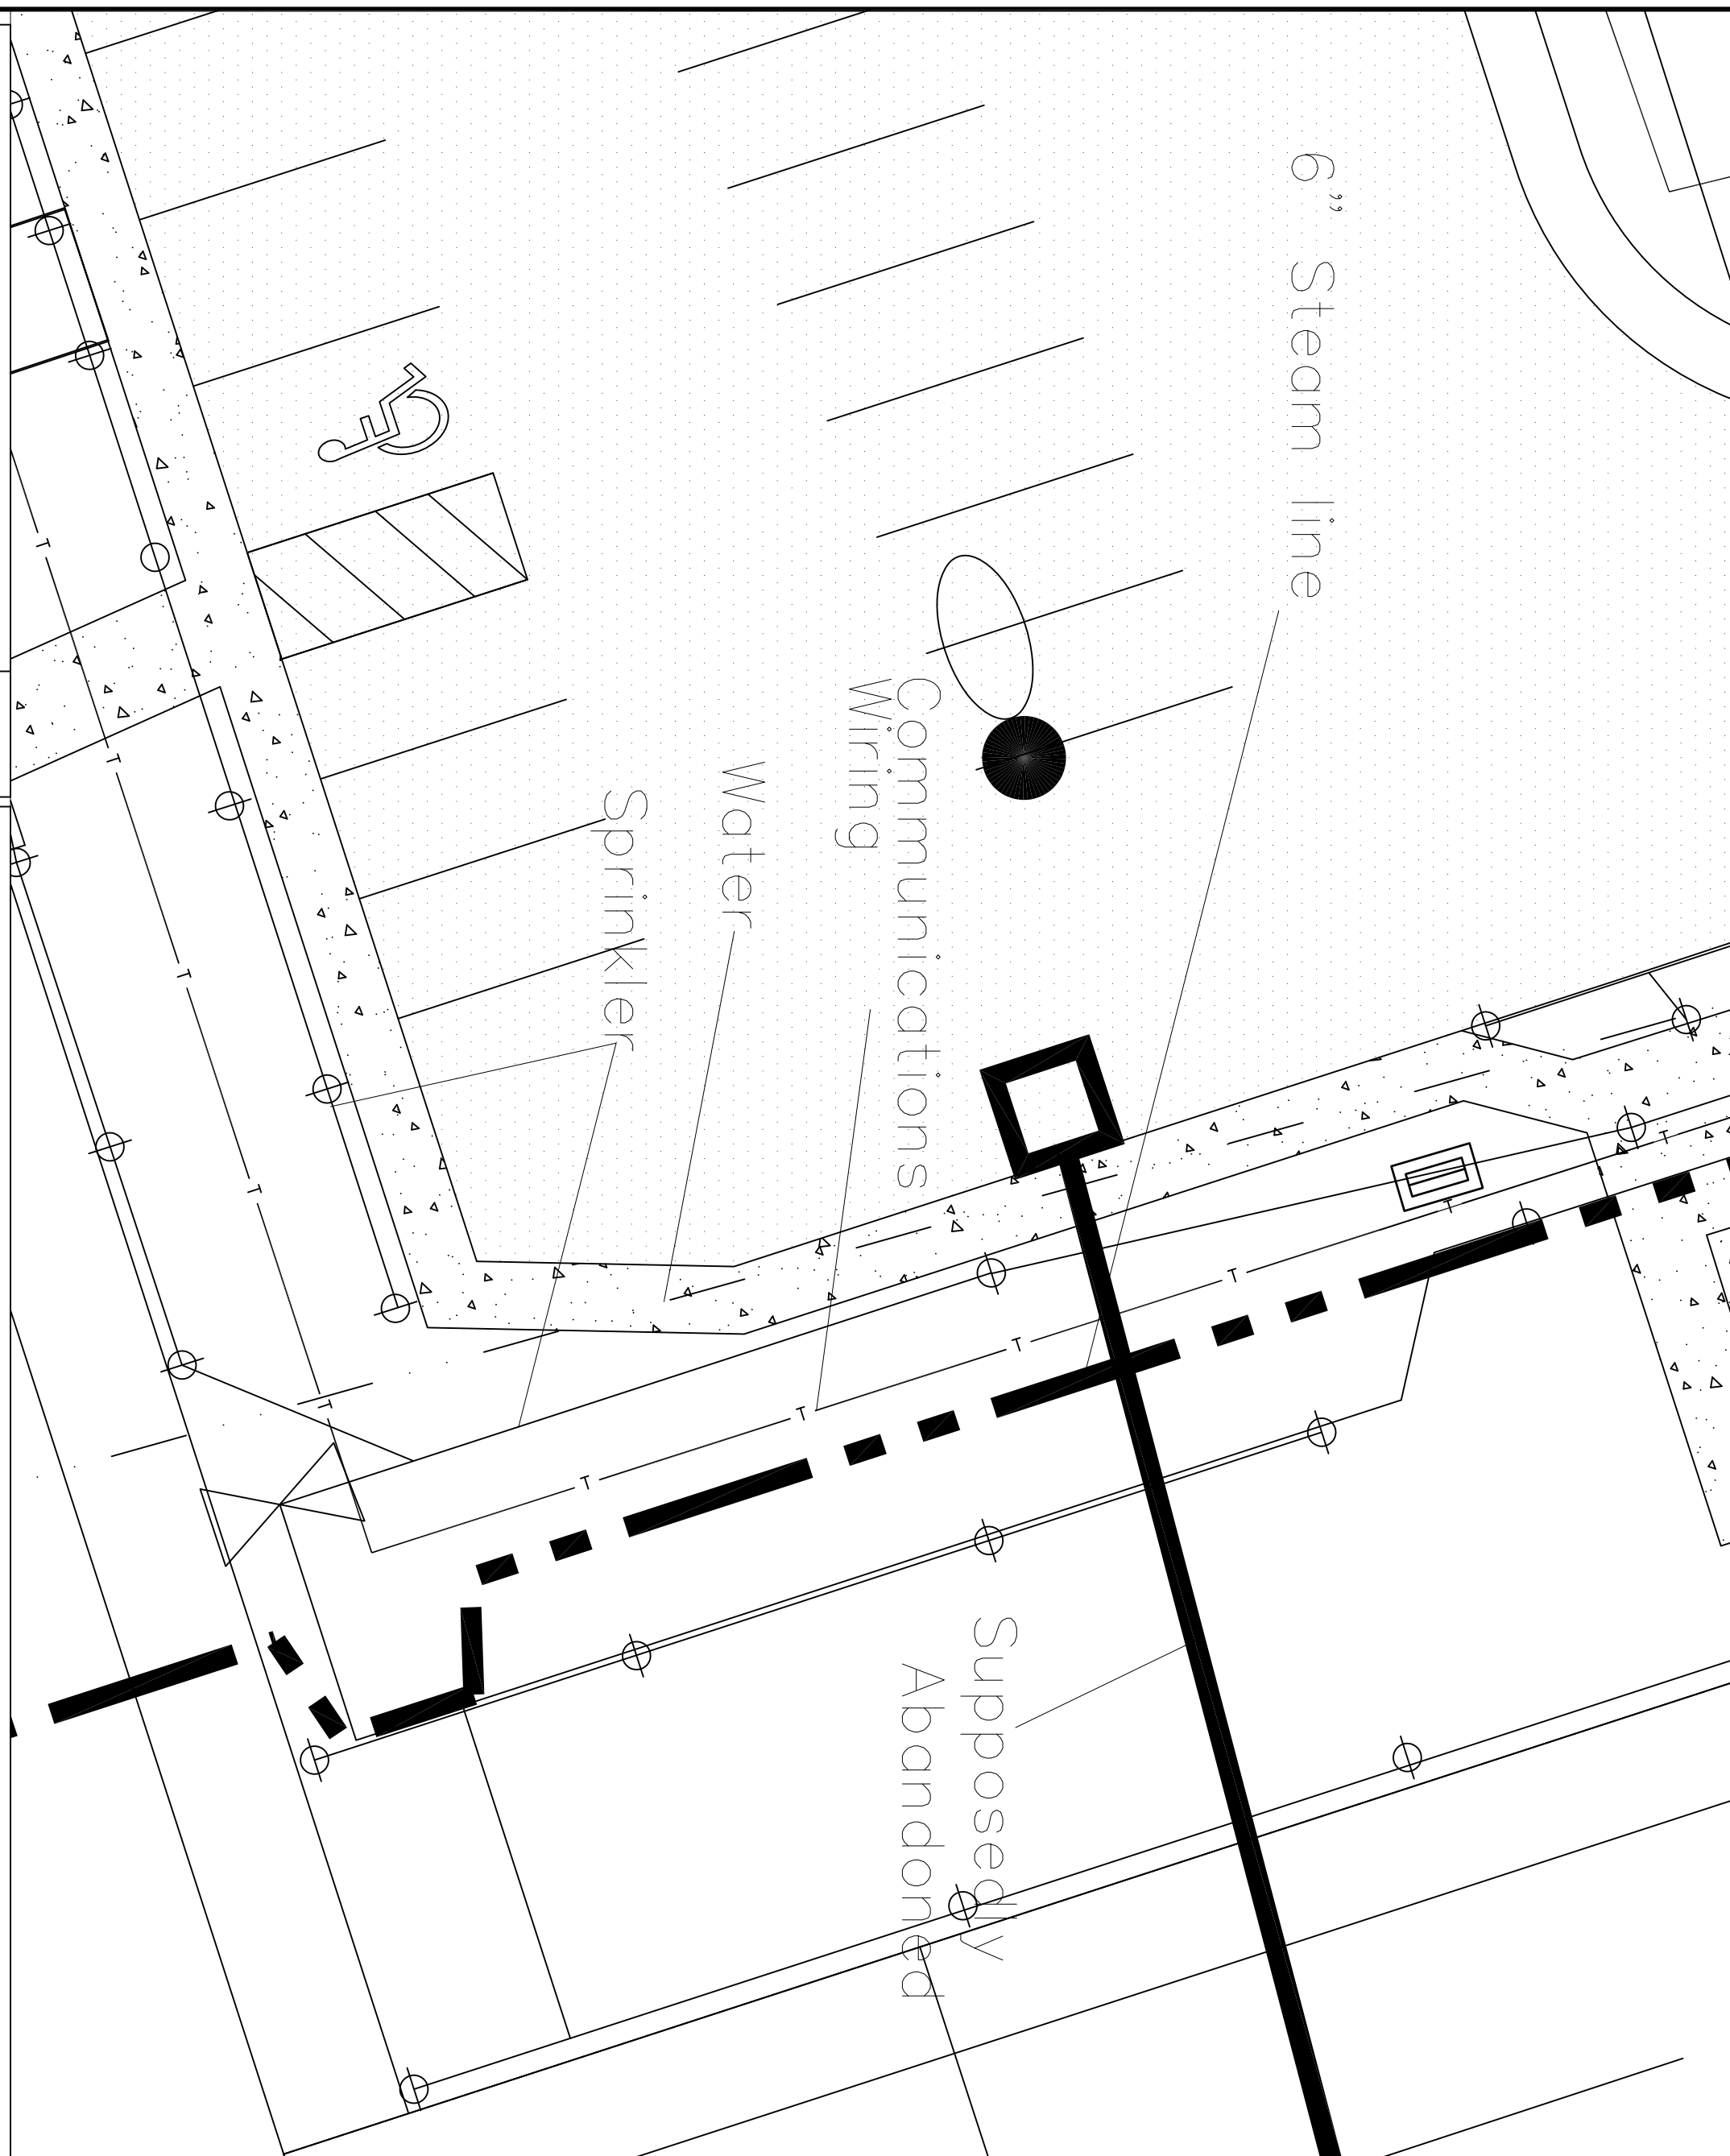 6" Steam line
Communications
Wiring
Water
Sprinkler
Supposedly
Abandoned
T
T
T
T
T
T
T
T
T
T
T
T